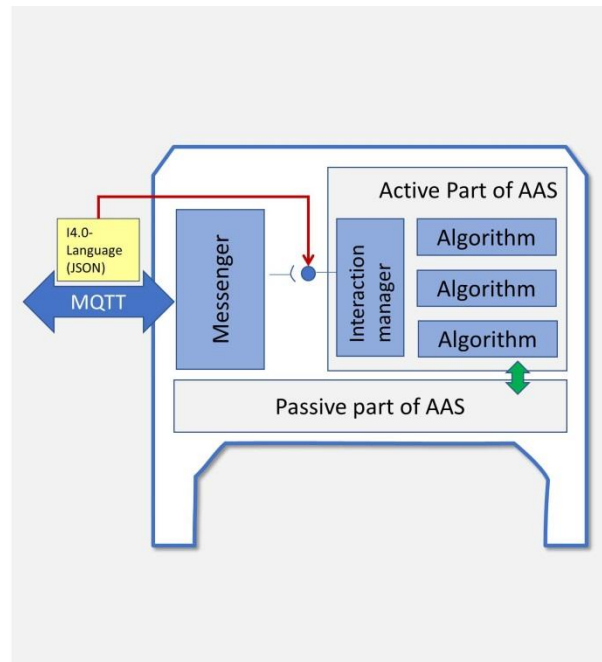 Active Part of AAS
I4.0-
Language
(JSON)
MQTT
Messenger
Interaction
manager
Algorithm
Algorithm
Algorithm
Passive part of AAS